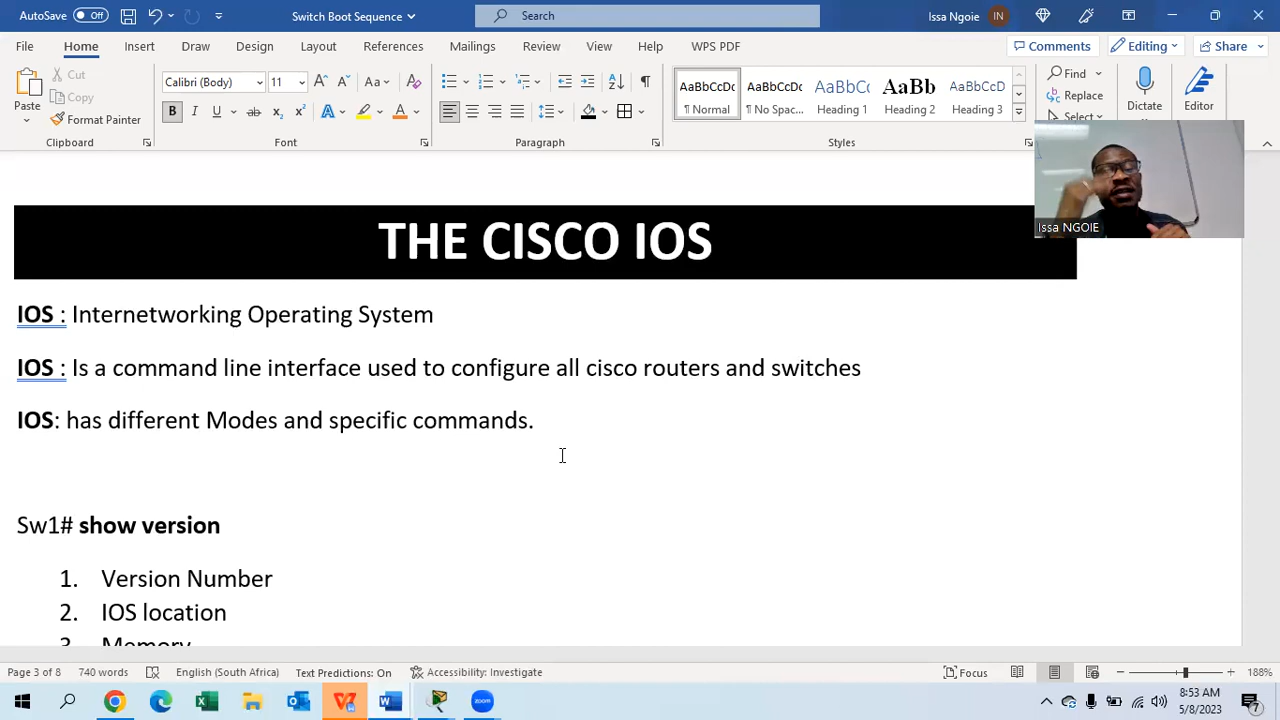 AutoSave Off Switch Boot Sequence Search Issa Ngoie IN
File Home Insert Draw Design Layout References Mailings Review View Help WPS PDF Comments Editing Share
Paste Cut Copy Format Painter
Calibri (Body) 11
AaBbCcDc AaBbCcDc AaBbCc AaBb AaBbCcD
¶ Normal ¶ No Spac... Heading 1 Heading 2 Heading 3
Find Replace Select Dictate Editor
Clipboard Font Paragraph Styles
Issa NGOIE
THE CISCO IOS
IOS : Internetworking Operating System
IOS : Is a command line interface used to configure all cisco routers and switches
IOS: has different Modes and specific commands.
Sw1# show version
1. Version Number
2. IOS location
3. Memory
Page 3 of 8 740 words English (South Africa) Text Predictions: On Accessibility: Investigate Focus 188%
8:53 AM
5/8/2023